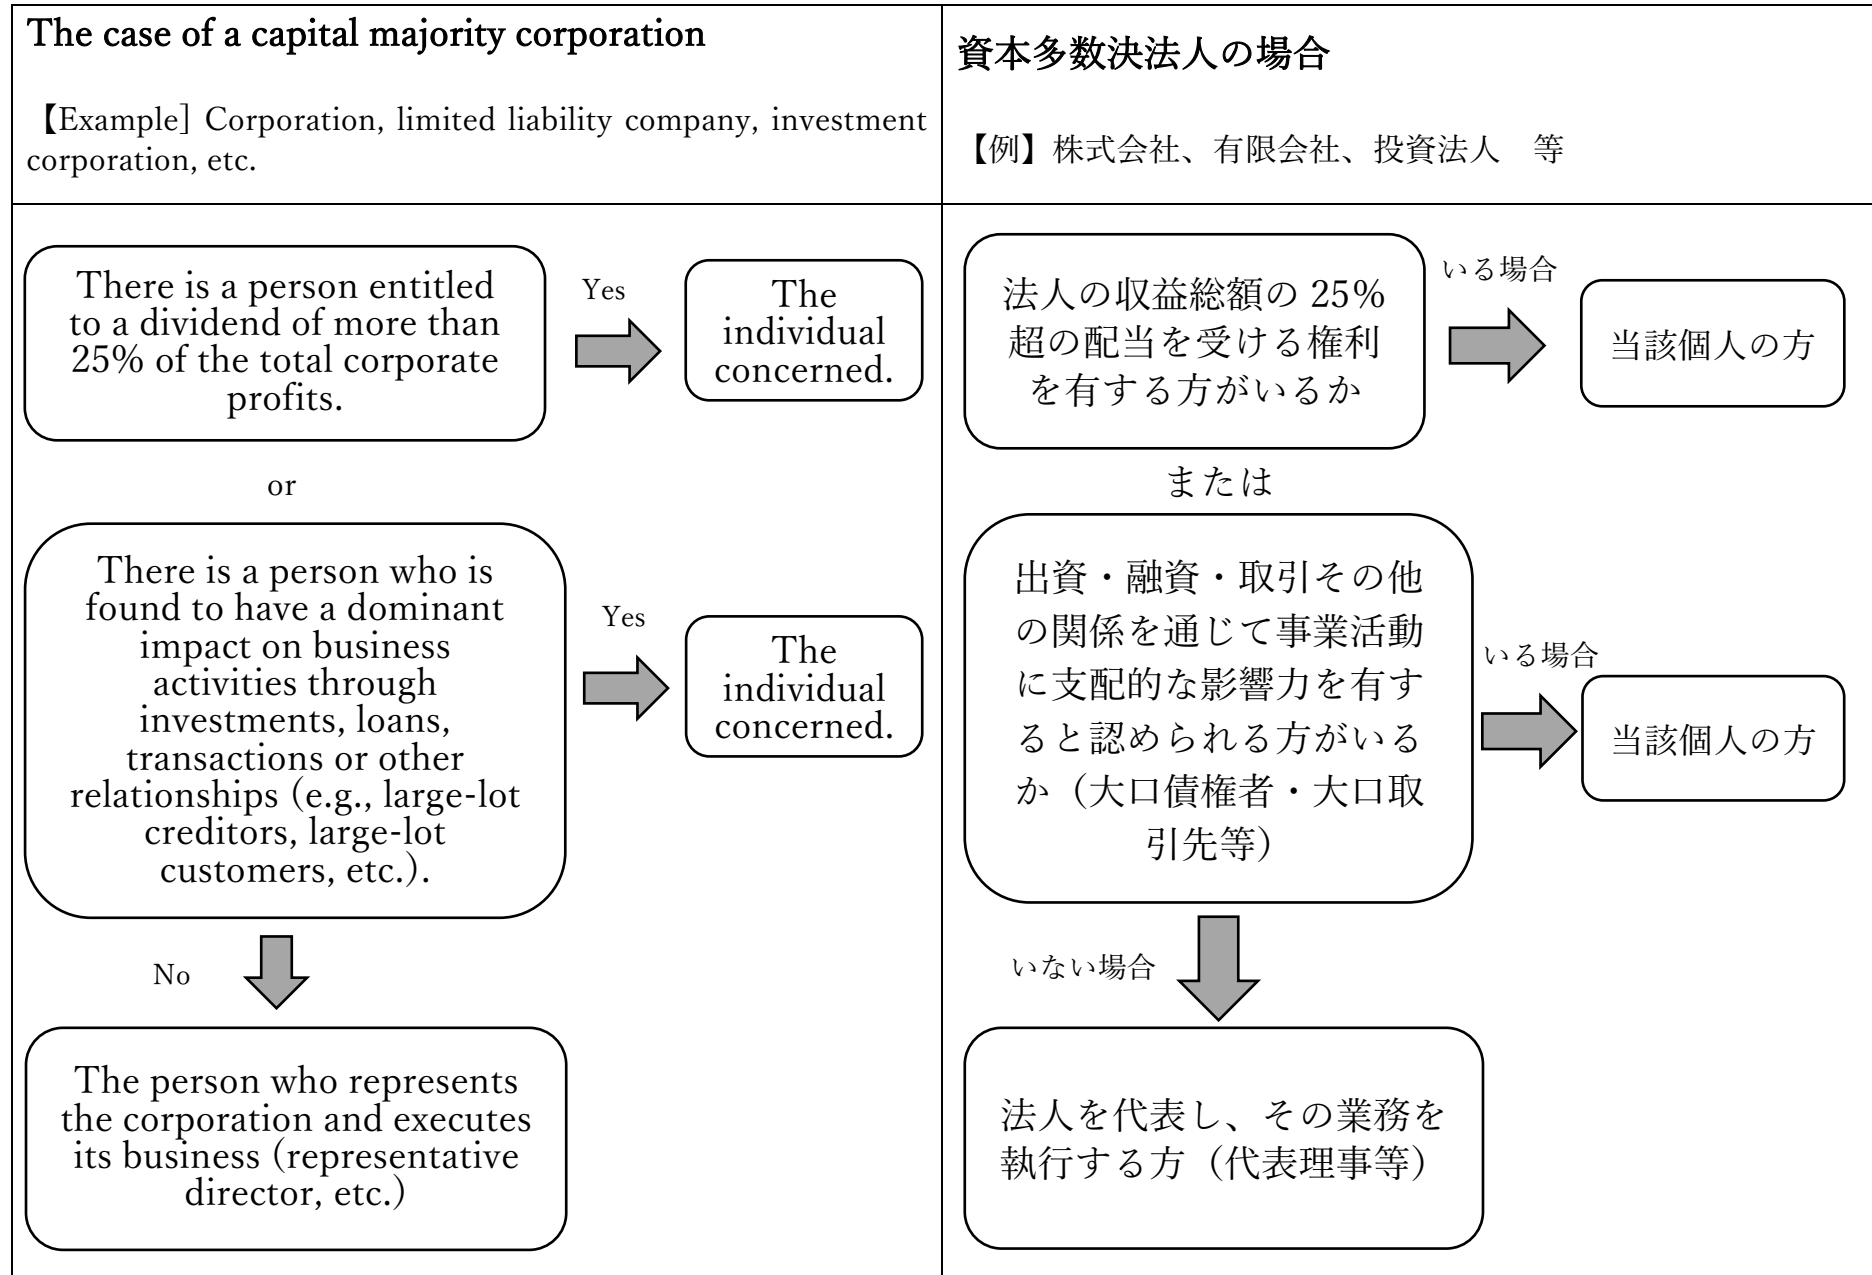 The case of a capital majority corporation
【Example] Corporation, limited liability company, investment
corporation, etc.
資本多数決法人の場合
【例】株式会社、有限会社、投資法人　等
There is a person entitled
to a dividend of more than
25% of the total corporate
profits.
Yes
The
individual
concerned.
or
There is a person who is
found to have a dominant
impact on business
activities through
investments, loans,
transactions or other
relationships (e.g., large-lot
creditors, large-lot
customers, etc.).
Yes
The
individual
concerned.
No
The person who represents
the corporation and executes
its business (representative
director, etc.)
法人の収益総額の 25%
超の配当を受ける権利
を有する方がいるか
いる場合
当該個人の方
または
出資・融資・取引その他
の関係を通じて事業活動
に支配的な影響力を有す
ると認められる方がいる
か（大口債権者・大口取
引先等）
いる場合
当該個人の方
いない場合
法人を代表し、その業務を
執行する方（代表理事等）